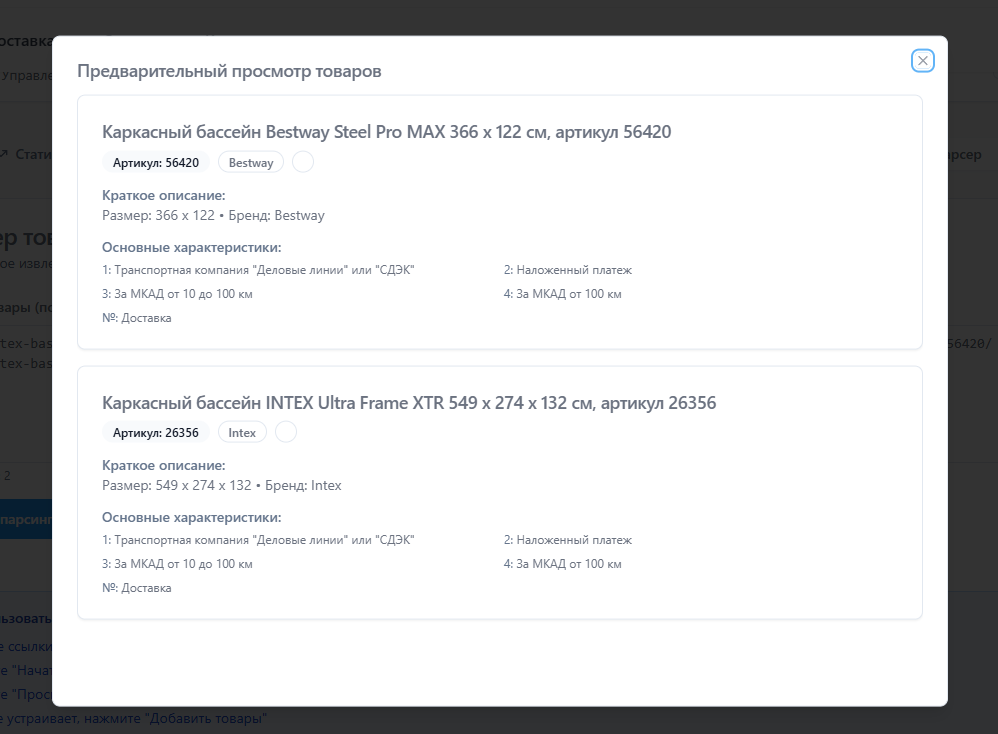 Предварительный просмотр товаров
Каркасный бассейн Bestway Steel Pro MAX 366 х 122 см, артикул 56420
Артикул: 56420 Bestway
Краткое описание:
Размер: 366 х 122 • Бренд: Bestway
Основные характеристики:
1: Транспортная компания "Деловые линии" или "СДЭК" 2: Наложенный платеж
3: За МКАД от 10 до 100 км 4: За МКАД от 100 км
№: Доставка
Каркасный бассейн INTEX Ultra Frame XTR 549 х 274 х 132 см, артикул 26356
Артикул: 26356 Intex
Краткое описание:
Размер: 549 х 274 х 132 • Бренд: Intex
Основные характеристики:
1: Транспортная компания "Деловые линии" или "СДЭК" 2: Наложенный платеж
3: За МКАД от 10 до 100 км 4: За МКАД от 100 км
№: Доставка
оставка
Управле
Стати
рсер
ер тов
ое извле
вары (по
tex-bas
56420/
tex-bas
2
парсинг
ьзовать
е ссылки
е "Начат
е "Прос
е устраивает, нажмите "Добавить товары"